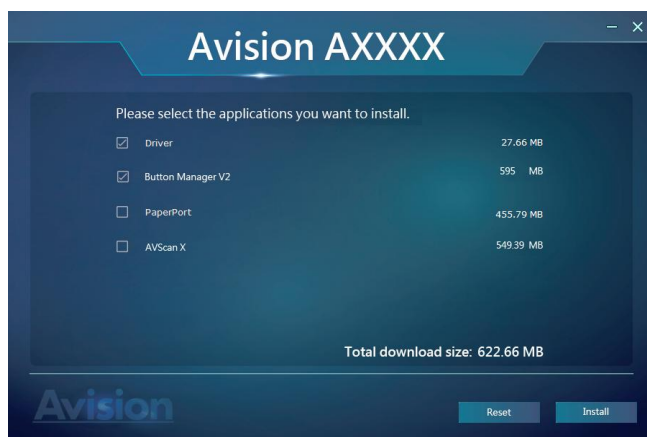 Avision AXXXX
Please select the applications you want to install.
Driver 27.66 MB
Button Manager V2 595 MB
PaperPort 455.79 MB
AVScan X 549.39 MB
Total download size: 622.66 MB
Avision
Reset Install